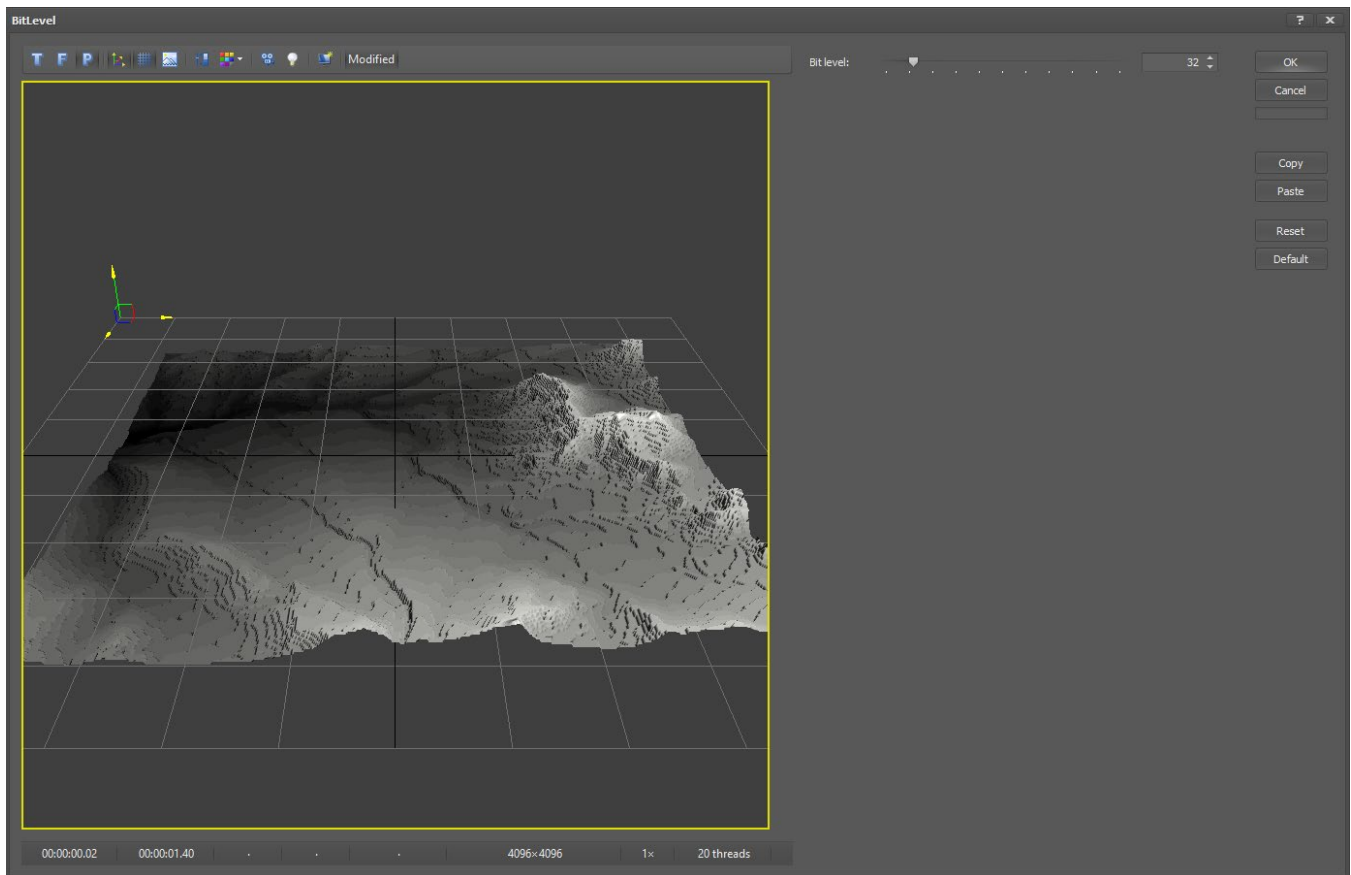 BitLevel
? ×
T F P Modified
Bit level: 32
OK
Cancel
Copy
Paste
Reset
Default
00:00:00.02 00:00:01.40 . . . 4096×4096 1× 20 threads